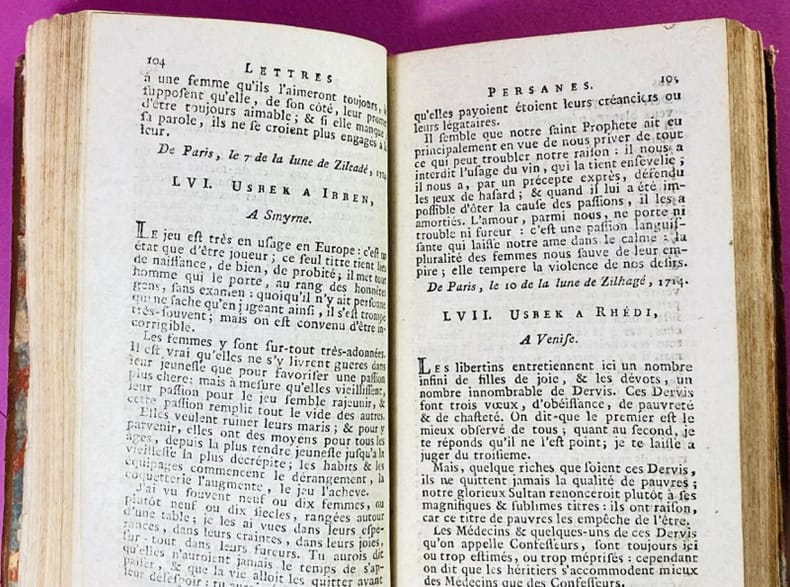 104
LETTRES
à une femme qu'ils l'aimeront toujours,
supposent qu'elle, de son côté, leur promet
d'être toujours aimable; & si elle manque à
sa parole, ils ne se croient plus engagés à la
leur.
De Paris, le 7 de la lune de Zilcadé, 1714.
LVI. USBEK A IBBEN,
A Smyrne.
LE jeu est très en usage en Europe: c'est un
état que d'être joueur; ce seul titre tient lieu
de naissance, de bien, de probité; il met tout
homme qui le porte, au rang des honnêtes
gens, sans examen: quoiqu'il n'y ait personne
qui ne sache qu'en jugeant ainsi, il s'est trompé
très-souvent; mais on est convenu d'être in-
corrigible.
Les femmes y sont sur-tout très-adonnées.
Il est vrai qu'elles ne s'y livrent gueres dans
leur jeunesse que pour favoriser une passion
plus chere: mais à mesure qu'elles vieillissent,
leur passion pour le jeu semble rajeunir, &
cette passion remplit tout le vide des autres.
Elles veulent ruiner leurs maris; & pour y
parvenir, elles ont des moyens pour tous les
âges, depuis la plus tendre jeunesse jusqu'à la
vieillesse la plus décrépite; les habits & les
équipages commencent le dérangement, la
coquetterie l'augmente, le jeu l'acheve.
J'ai vu souvent neuf ou dix femmes, ou
plutôt neuf ou dix siecles, rangées autour
d'une table; je les ai vues dans leurs espé-
rances, dans leurs craintes, dans leurs joies,
sur-tout dans leurs fureurs. Tu aurois dit
qu'elles n'auroient jamais le temps de s'ap-
paiser, & que la vie alloit les quitter avant
leur désespoir:
PERSANES. 105
qu'elles payoient étoient leurs créanciers ou
leurs légataires.
Il semble que notre saint Prophete ait eu
principalement en vue de nous priver de tout
ce qui peut troubler notre raison: il nous a
interdit l'usage du vin, qui la tient ensevelie;
il nous a, par un précepte exprès, défendu
les jeux de hasard; & quand il lui a été im-
possible d'ôter la cause des passions, il les a
amorties. L'amour, parmi nous, ne porte ni
trouble ni fureur: c'est une passion languis-
sante qui laisse notre ame dans le calme: la
pluralité des femmes nous sauve de leur em-
pire; elle tempere la violence de nos desirs.
De Paris, le 10 de la lune de Zilhagé, 1714.
LVII. USBEK A RHÉDI,
A Venise.
LES libertins entretiennent ici un nombre
infini de filles de joie, & les dévots, un
nombre innombrable de Dervis. Ces Dervis
font trois vœux, d'obéissance, de pauvreté
& de chasteté. On dit que le premier est le
mieux observé de tous; quant au second, je
te réponds qu'il ne l'est point; je te laisse à
juger du troisieme.
Mais, quelque riches que soient ces Dervis,
ils ne quittent jamais la qualité de pauvres;
notre glorieux Sultan renonceroit plutôt à ses
magnifiques & sublimes titres: ils ont raison,
car ce titre de pauvres les empêche de l'être.
Les Médecins & quelques-uns de ces Dervis
qu'on appelle Confesseurs, sont toujours ici
ou trop estimés, ou trop méprisés: cependant
on dit que les héritiers s'accommodent mieux
des Médecins que des Confesseurs.